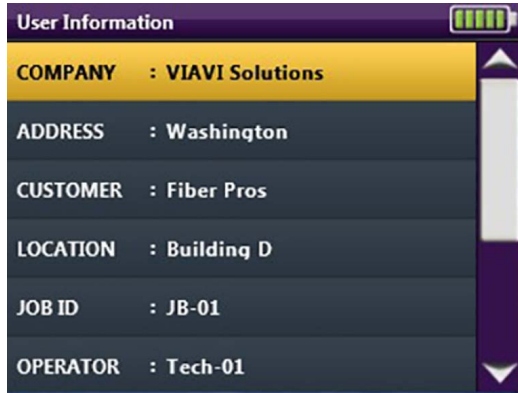 User Information
COMPANY : VIAVI Solutions
ADDRESS : Washington
CUSTOMER : Fiber Pros
LOCATION : Building D
JOB ID : JB-01
OPERATOR : Tech-01